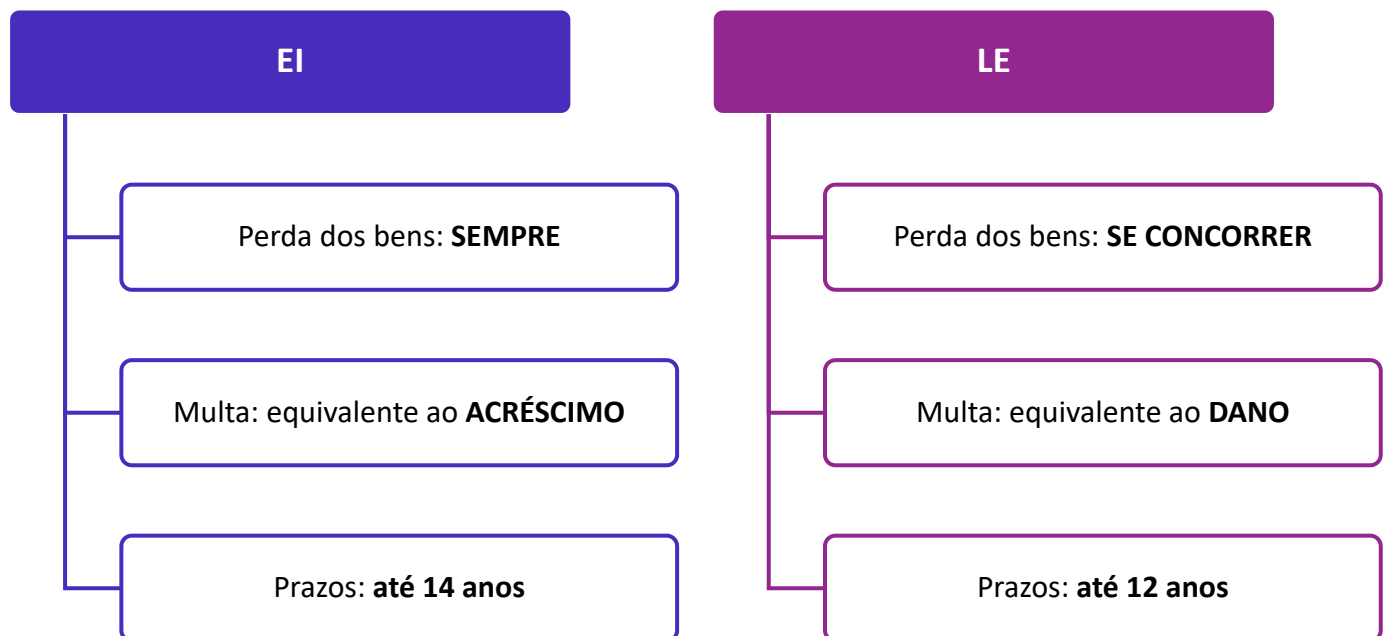 EI
Perda dos bens: SEMPRE
Multa: equivalente ao ACRÉSCIMO
Prazos: até 14 anos
LE
Perda dos bens: SE CONCORRER
Multa: equivalente ao DANO
Prazos: até 12 anos